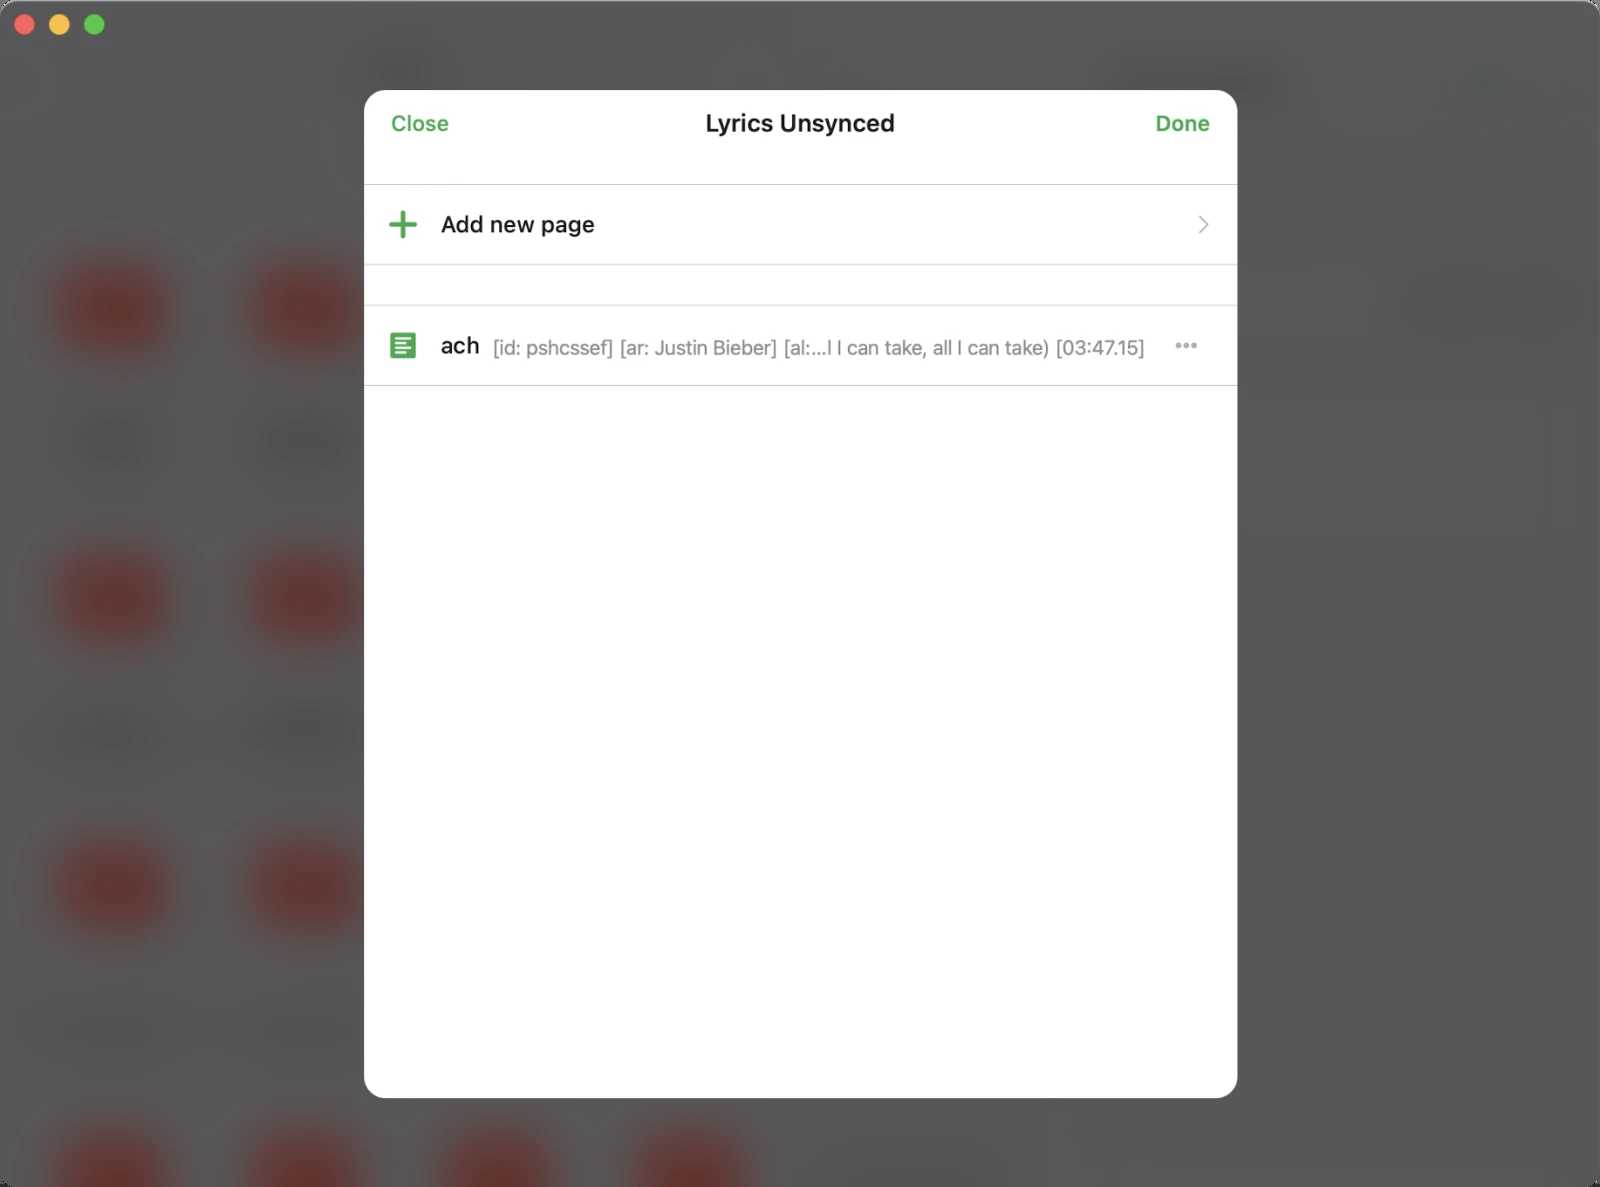 Close Lyrics Unsynced Done
Add new page
ach [id: pshcssef] [ar: Justin Bieber] [al:...l I can take, all I can take) [03:47.15]